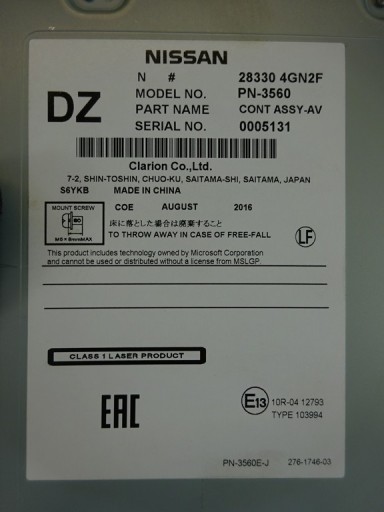 NISSAN
DZ
N # 28330 4GN2F
MODEL NO. PN-3560
PART NAME CONT ASSY-AV
SERIAL NO. 0005131
Clarion Co.,Ltd.
7-2, SHIN-TOSHIN, CHUO-KU, SAITAMA-SHI, SAITAMA, JAPAN
S6YKB MADE IN CHINA
MOUNT SCREW
COE AUGUST 2016
床に落とした場合は廃棄すること
TO THROW AWAY IN CASE OF FREE-FALL
LF
This product includes technology owned by Microsoft Corporation
and cannot be used or distributed without a license from MSLGP.
CLASS 1 LASER PRODUCT
EAC
E13
10R-04 12793
TYPE 103994
PN-3560E-J 276-1746-03